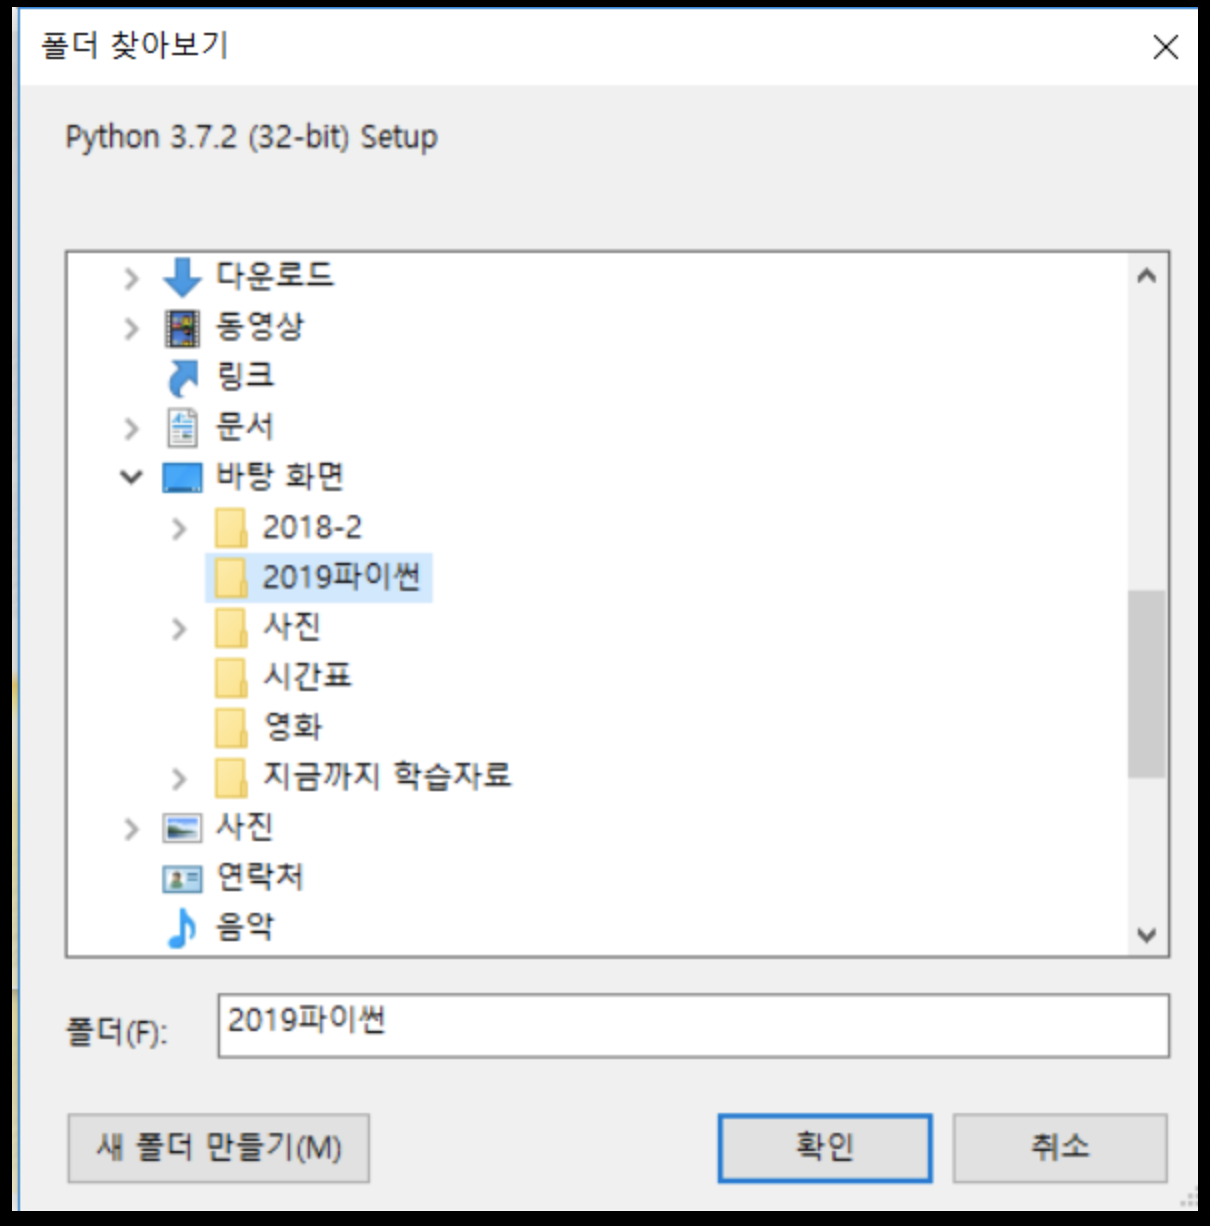 폴더 찾아보기
Python 3.7.2 (32-bit) Setup
다운로드
동영상
링크
문서
바탕 화면
2018-2
2019파이썬
사진
시간표
영화
지금까지 학습자료
사진
연락처
음악
폴더(F): 2019파이썬
새 폴더 만들기(M) 확인 취소